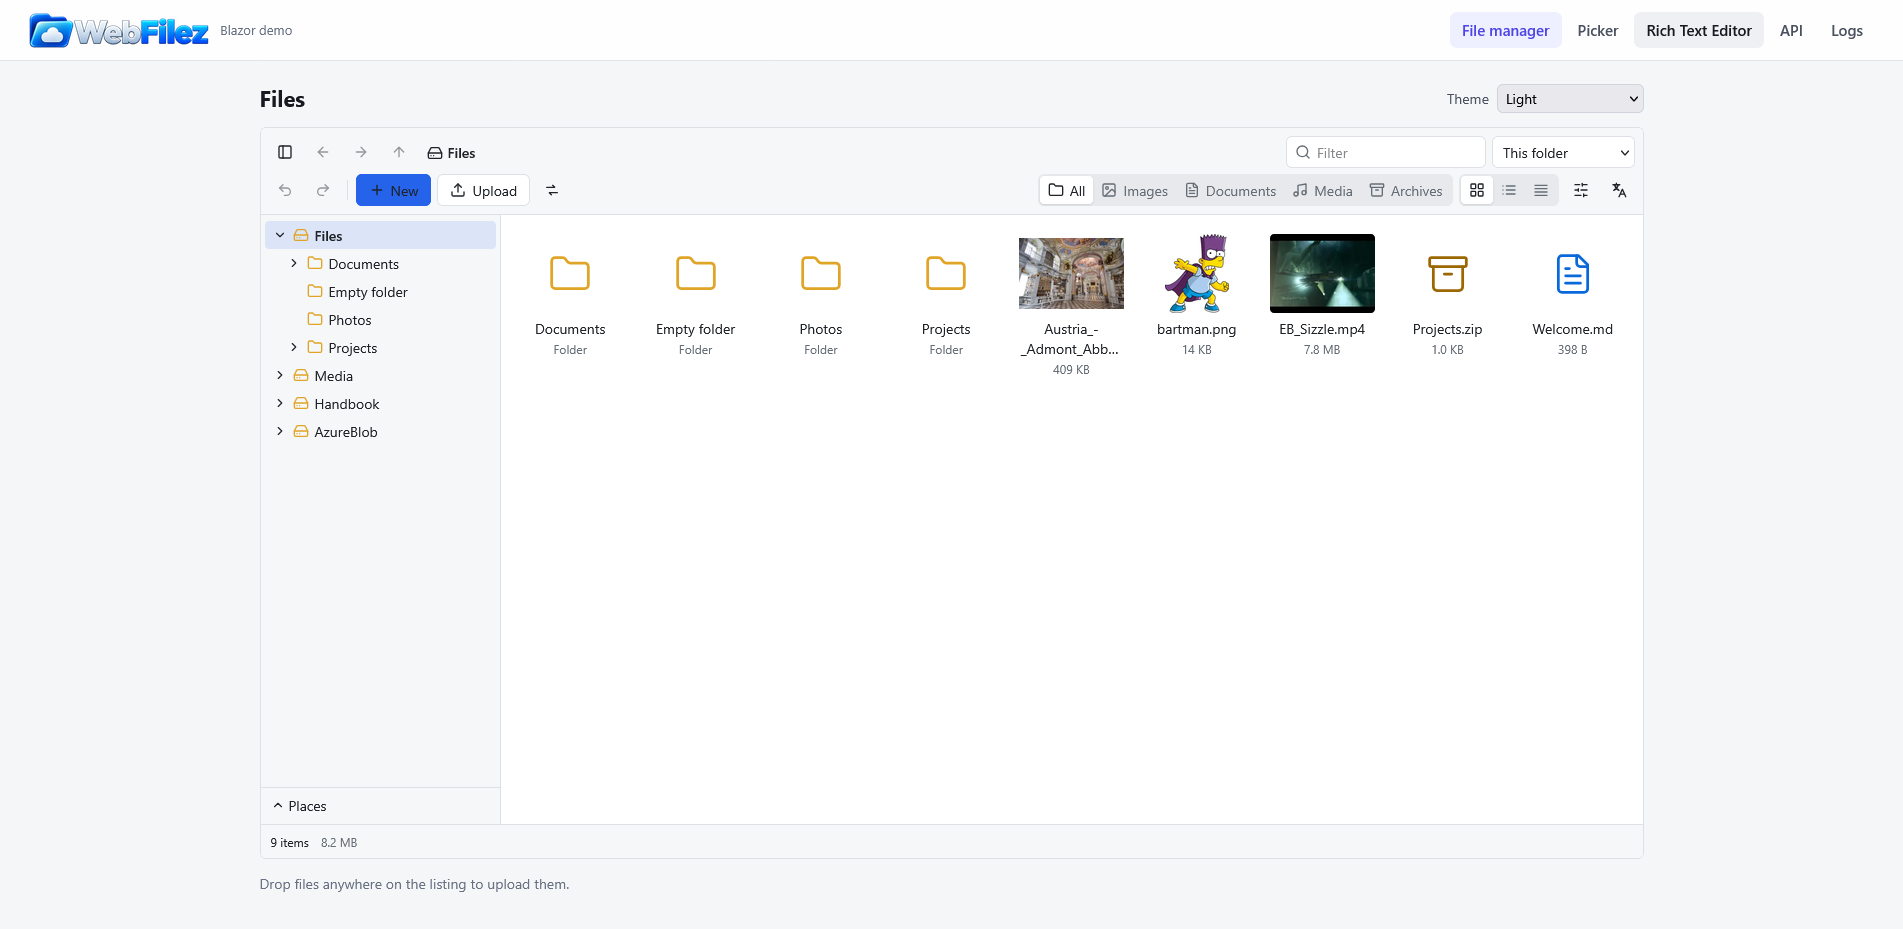 WebFilez Blazor demo File manager Picker Rich Text Editor API Logs
Files Theme Light
Files Filter This folder
New Upload All Images Documents Media Archives
Files
Documents
Empty folder
Photos
Projects
Media
Handbook
AzureBlob
Documents
Folder
Empty folder
Folder
Photos
Folder
Projects
Folder
Austria_-
_Admont_Abb...
409 KB
bartman.png
14 KB
EB_Sizzle.mp4
7.8 MB
Projects.zip
1.0 KB
Welcome.md
398 B
Places
9 items 8.2 MB
Drop files anywhere on the listing to upload them.